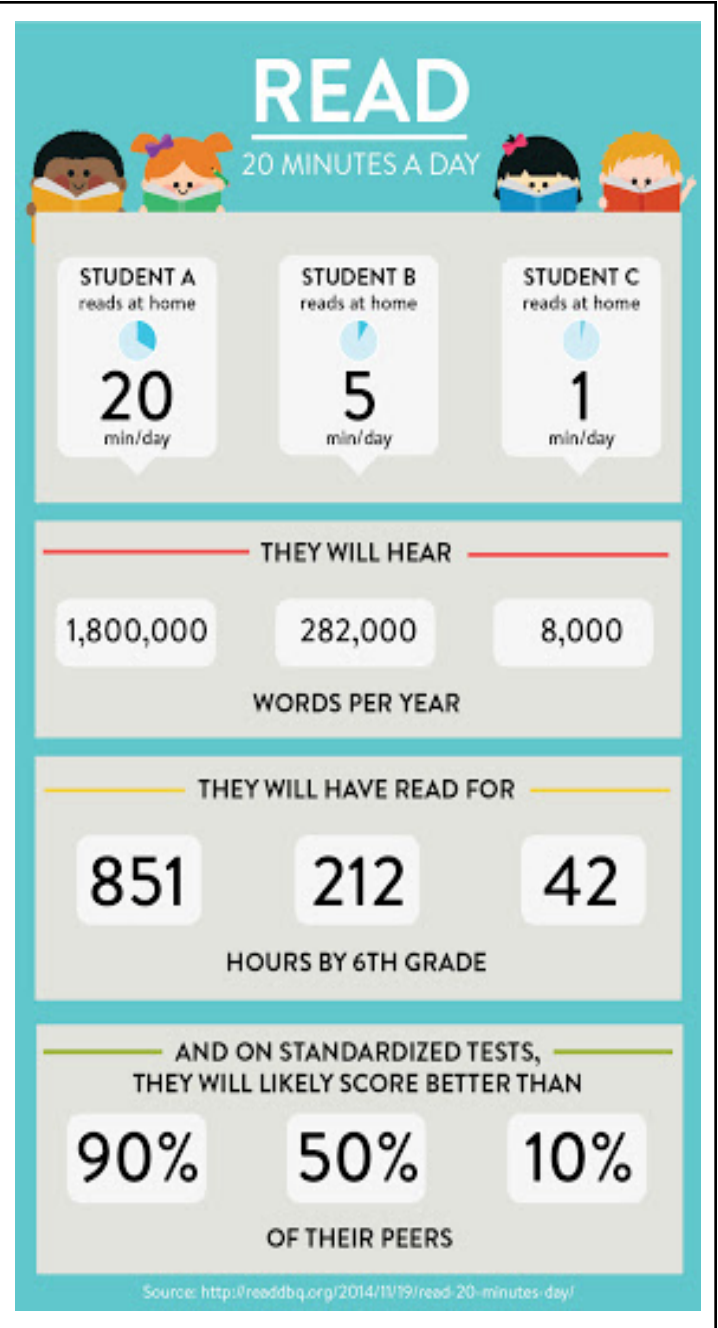 READ
20 MINUTES A DAY
STUDENT A
reads at home
20
min/day
STUDENT B
reads at home
5
min/day
STUDENT C
reads at home
1
min/day
THEY WILL HEAR
1,800,000 282,000 8,000
WORDS PER YEAR
THEY WILL HAVE READ FOR
851 212 42
HOURS BY 6TH GRADE
AND ON STANDARDIZED TESTS,
THEY WILL LIKELY SCORE BETTER THAN
90% 50% 10%
OF THEIR PEERS
Source: http://readdbq.org/2014/11/19/read-20-minutes-day/